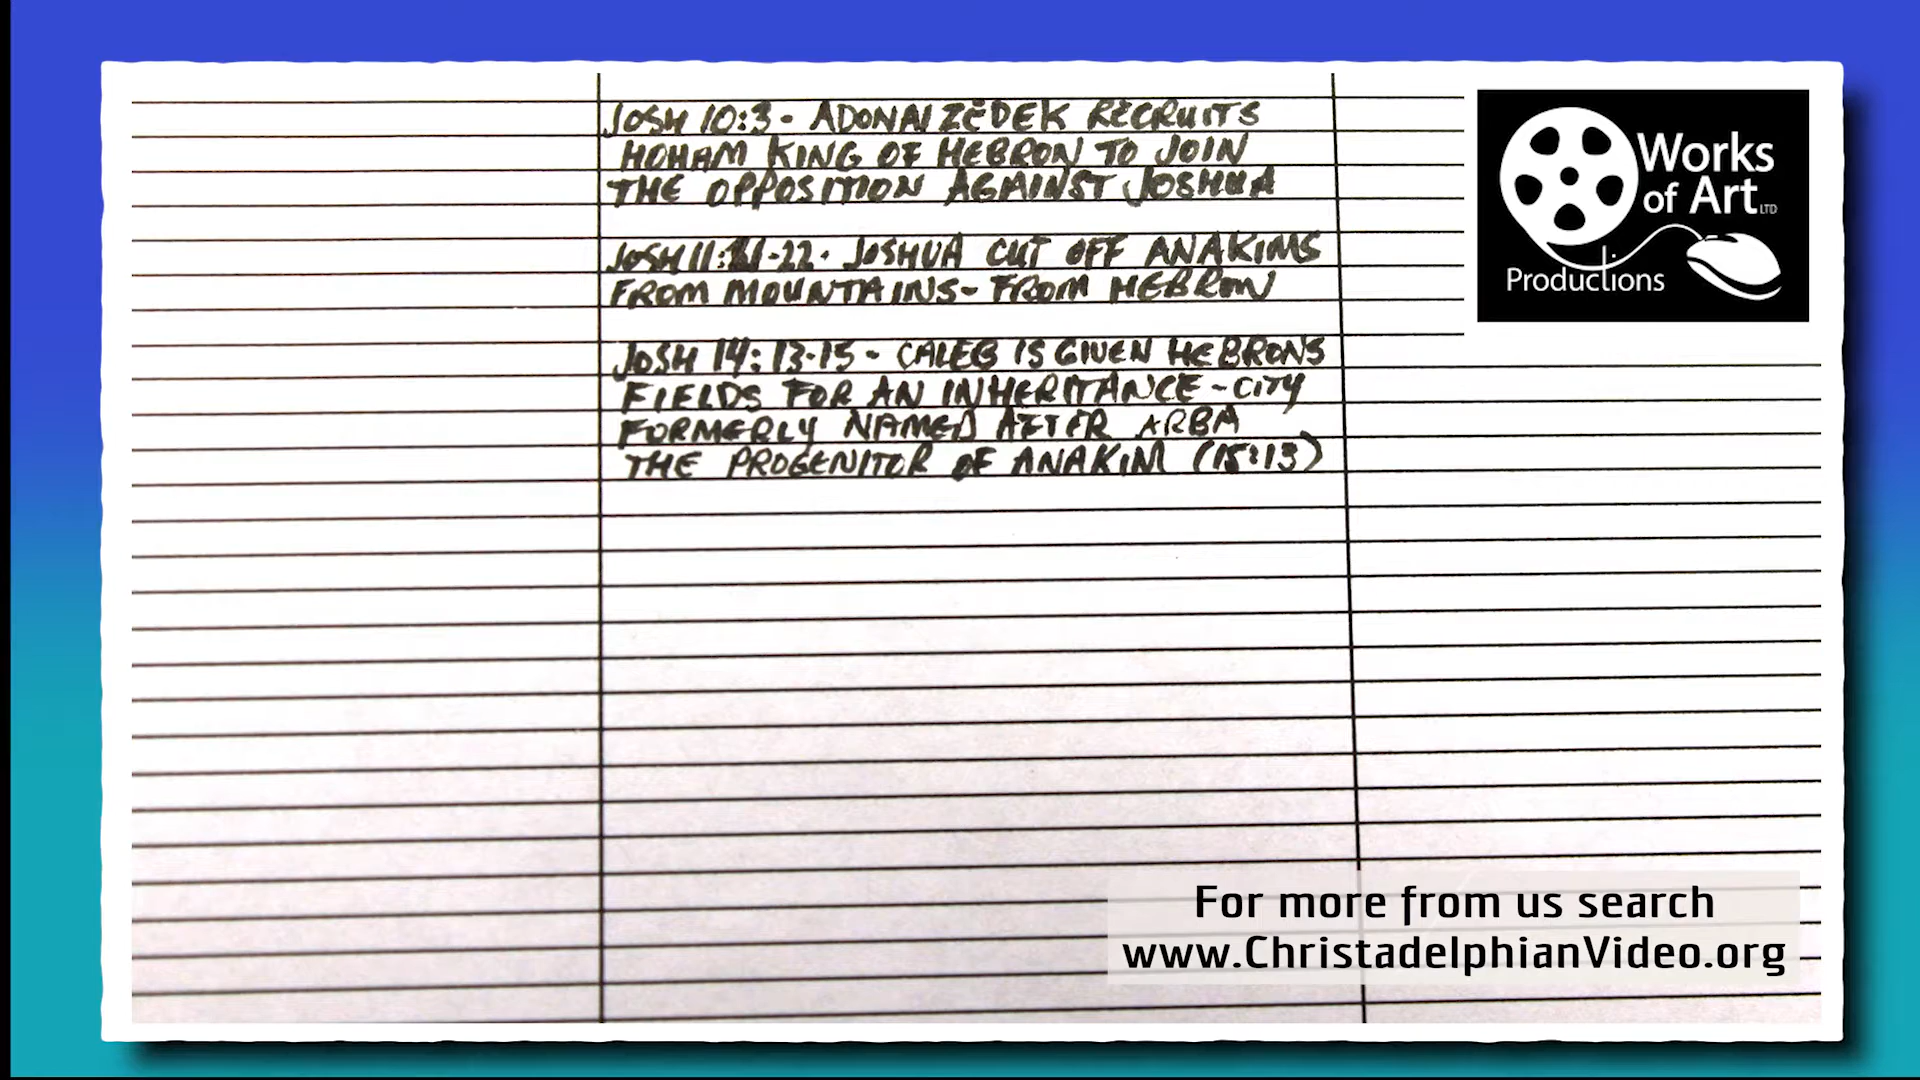 JOSH 10:3 - ADONAIZEDEK RECRUITS
HOHAM KING OF HEBRON TO JOIN
THE OPPOSITION AGAINST JOSHUA
JOSH 11:21-22 - JOSHUA CUT OFF ANAKIMS
FROM MOUNTAINS - FROM HEBRON
JOSH 14:13-15 - CALEB IS GIVEN HEBRONS
FIELDS FOR AN INHERITANCE - CITY
FORMERLY NAMED AFTER ARBA
THE PROGENITOR OF ANAKIM (15:13)
Works
of Art LTD
Productions
For more from us search
www.ChristadelphianVideo.org